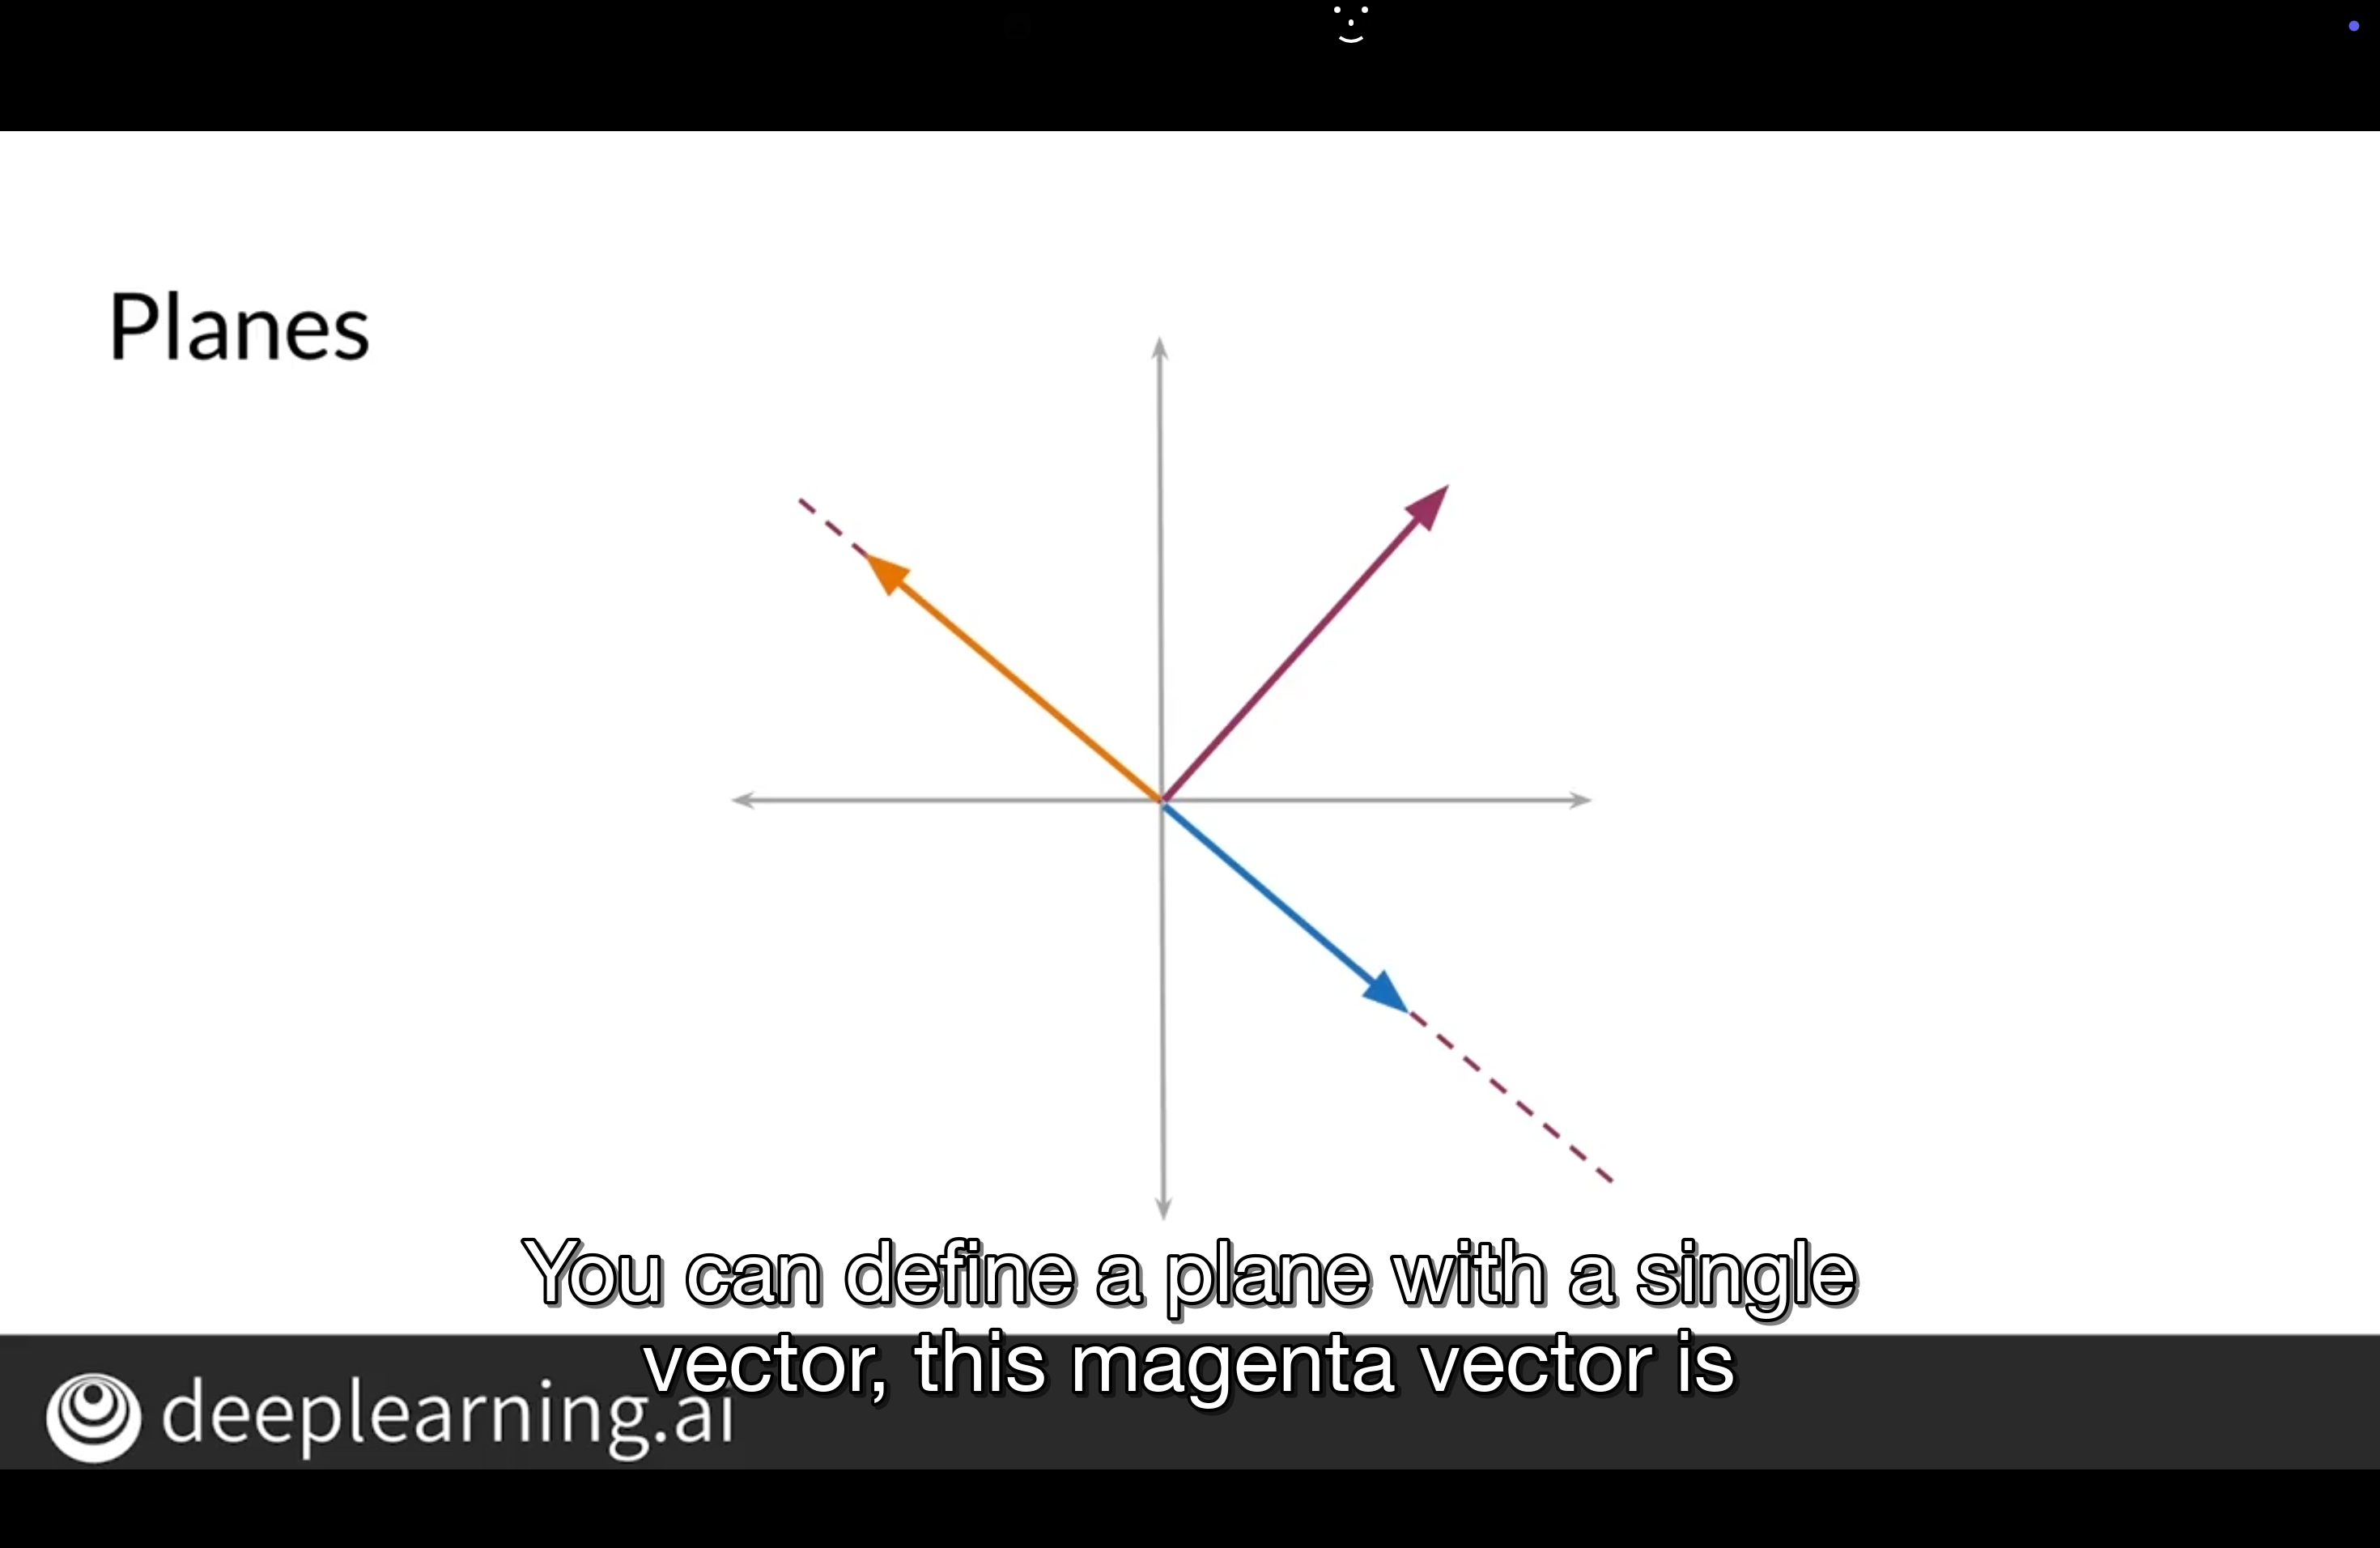 Planes
You can define a plane with a single
vector, this magenta vector is
deeplearning.ai